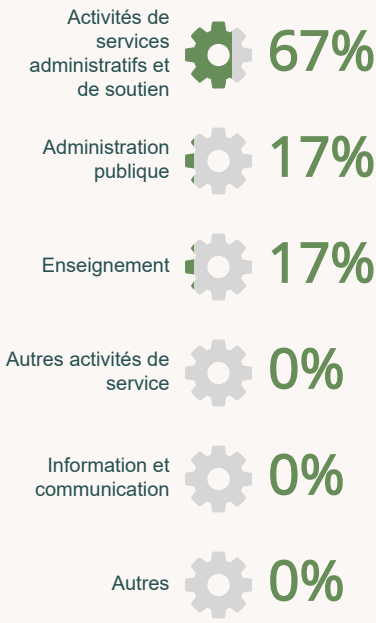 Activités de
services
administratifs et
de soutien
67%
Administration
publique
17%
Enseignement
17%
Autres activités de
service
0%
Information et
communication
0%
Autres
0%